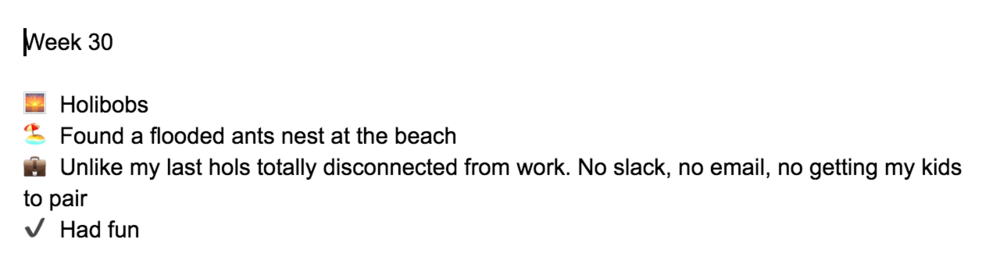 Week 30
🌅 Holibobs
🏖 Found a flooded ants nest at the beach
💼 Unlike my last hols totally disconnected from work. No slack, no email, no getting my kids
to pair
✔ Had fun